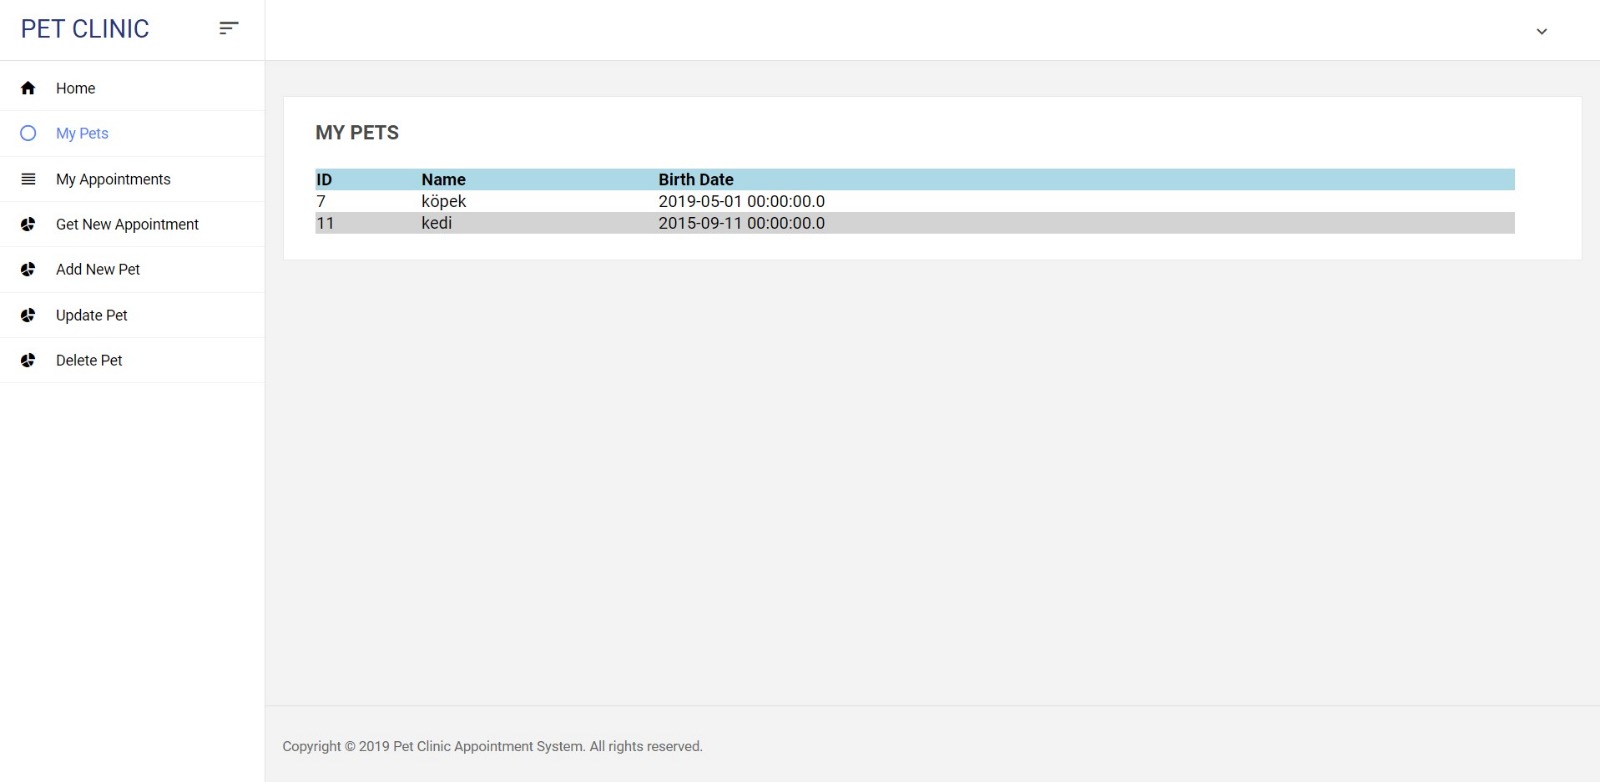 PET CLINIC
Home
My Pets
My Appointments
Get New Appointment
Add New Pet
Update Pet
Delete Pet
MY PETS
ID Name Birth Date
7 köpek 2019-05-01 00:00:00.0
11 kedi 2015-09-11 00:00:00.0
Copyright © 2019 Pet Clinic Appointment System. All rights reserved.